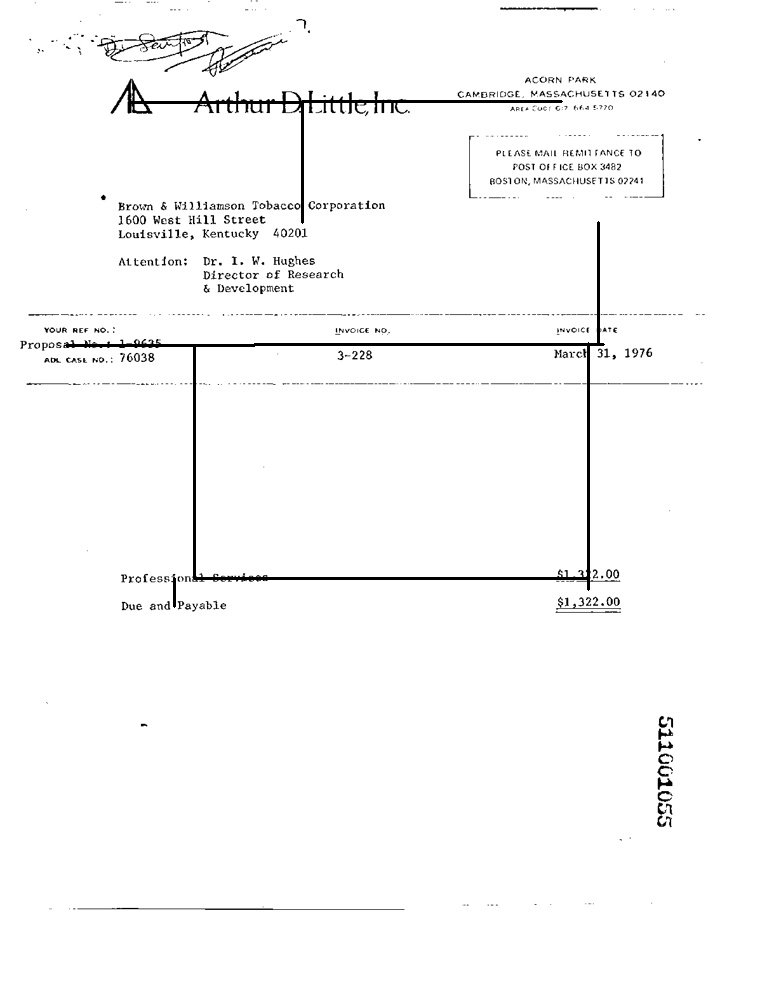 Arthur D. Little, Inc.
ACORN PARK
CAMBRIDGE, MASSACHUSETTS 02140
AREA CODE 617 864-5770
PLEASE MAIL REMITTANCE TO
POST OFFICE BOX 3482
BOSTON, MASSACHUSETTS 02241
Brown & Williamson Tobacco Corporation
1600 West Hill Street
Louisville, Kentucky 40201
Attention: Dr. I. W. Hughes
Director of Research
& Development
YOUR REF NO.: INVOICE NO. INVOICE DATE
Proposal No.: 1-9635
ADL CASE NO.: 76038 3-228 March 31, 1976
Professional Services $1,322.00
Due and Payable $1,322.00
511001055